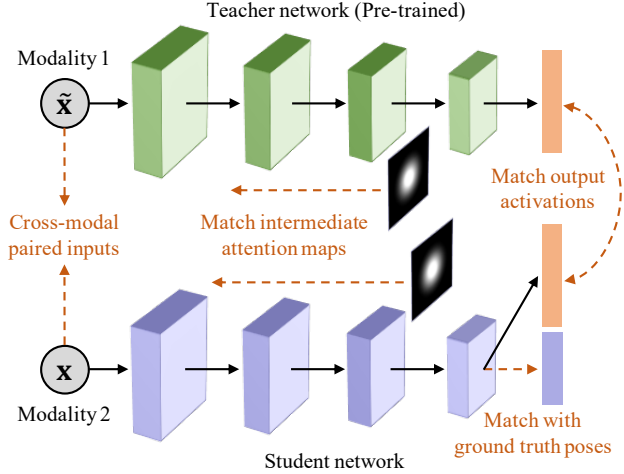 Teacher network (Pre-trained)
Modality 1
x̃
Match output
activations
Cross-modal
paired inputs
Match intermediate
attention maps
x
Modality 2
Match with
ground truth poses
Student network